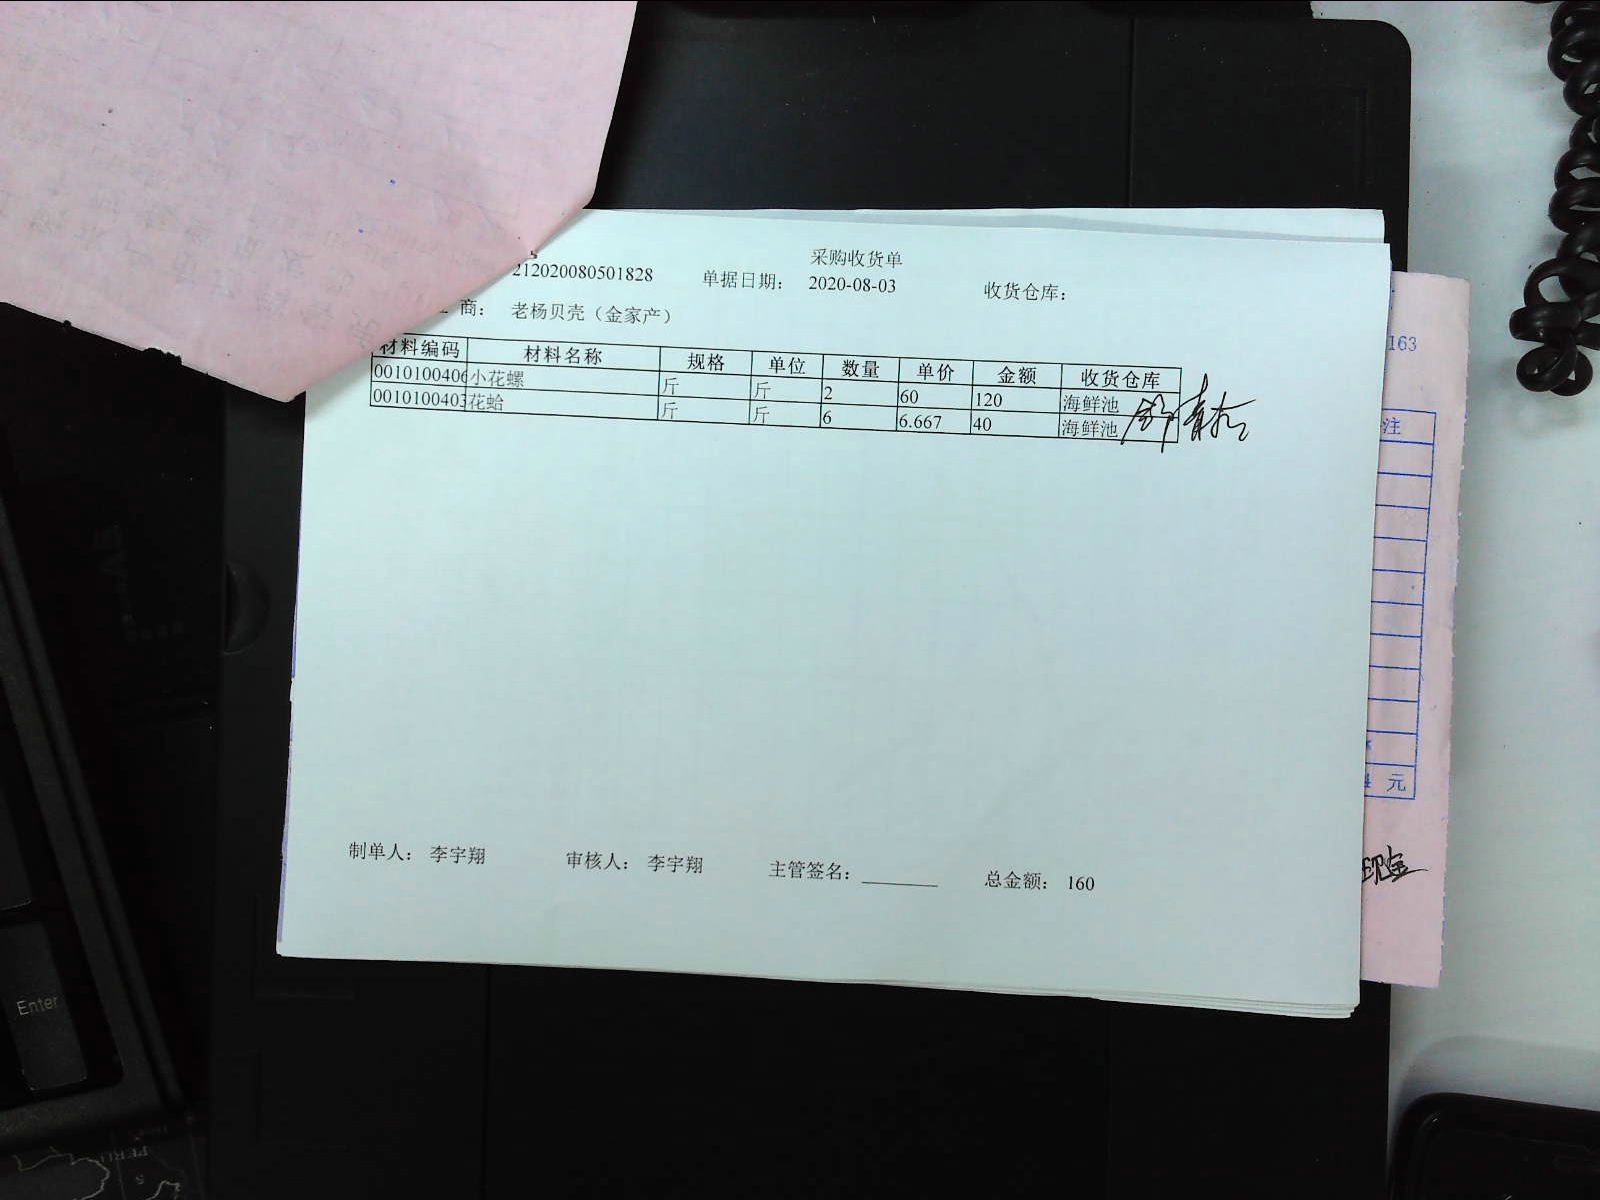 采购收货单
212020080501828 单据日期： 2020-08-03 收货仓库：
商： 老杨贝壳（金家产）
材料编码 材料名称 规格 单位 数量 单价 金额 收货仓库
0010100406 小花螺 斤 斤 2 60 120 海鲜池
0010100403 花蛤 斤 斤 6 6.667 40 海鲜池
制单人： 李宇翔 审核人： 李宇翔 主管签名： 总金额： 160
163
注
元
现金
Enter
PERU